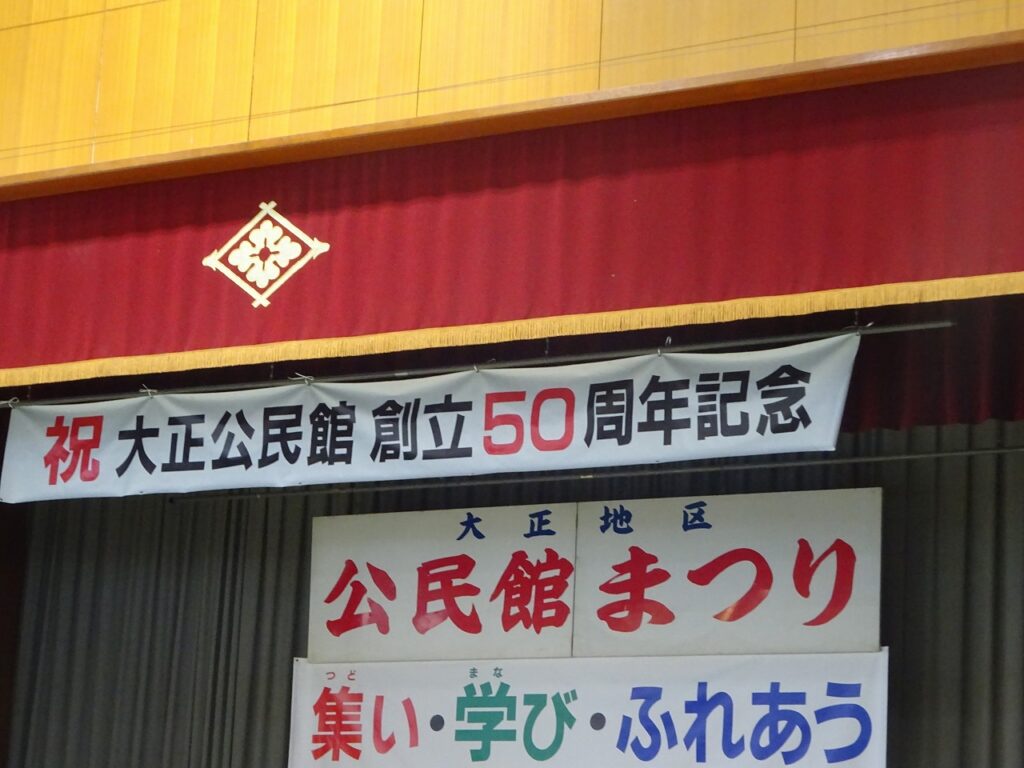 祝 大正公民館 創立50周年記念
大正地区
公民館まつり
つど まな
集い・学び・ふれあう